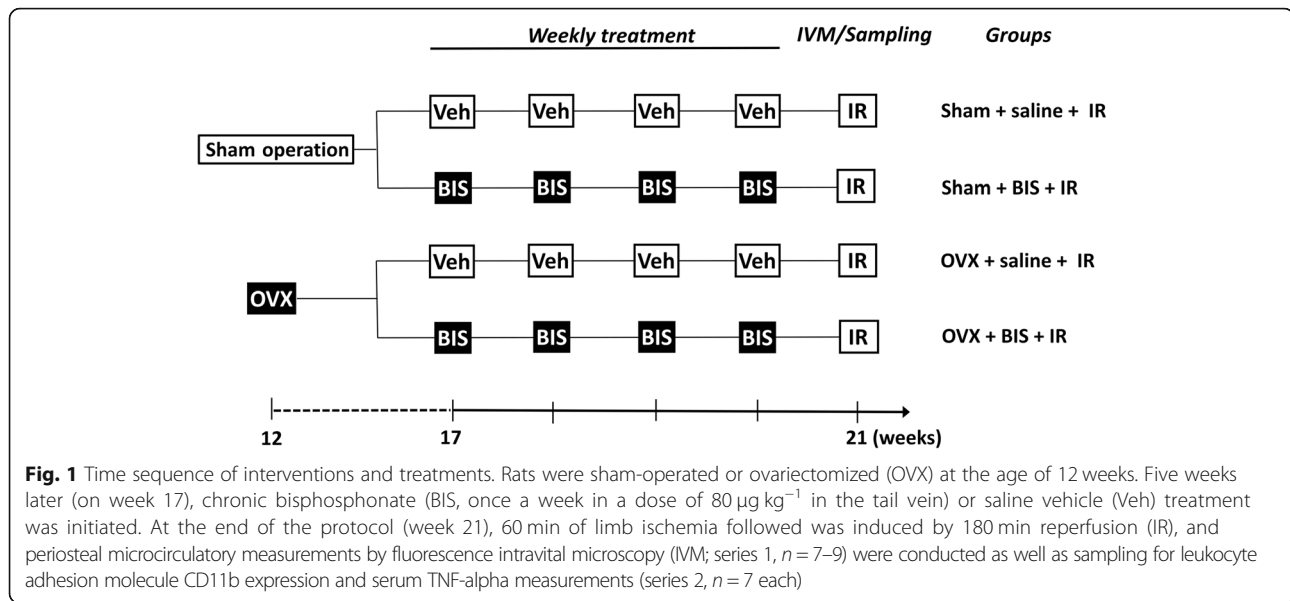 Weekly treatment IVM/Sampling Groups
Veh Veh Veh Veh IR Sham + saline + IR
Sham operation
BIS BIS BIS BIS IR Sham + BIS + IR
Veh Veh Veh Veh IR OVX + saline + IR
OVX
BIS BIS BIS BIS IR OVX + BIS + IR
12 17 21 (weeks)
Fig. 1 Time sequence of interventions and treatments. Rats were sham-operated or ovariectomized (OVX) at the age of 12 weeks. Five weeks
later (on week 17), chronic bisphosphonate (BIS, once a week in a dose of 80 μg kg⁻¹ in the tail vein) or saline vehicle (Veh) treatment
was initiated. At the end of the protocol (week 21), 60 min of limb ischemia followed was induced by 180 min reperfusion (IR), and
periosteal microcirculatory measurements by fluorescence intravital microscopy (IVM; series 1, n = 7–9) were conducted as well as sampling for leukocyte
adhesion molecule CD11b expression and serum TNF-alpha measurements (series 2, n = 7 each)